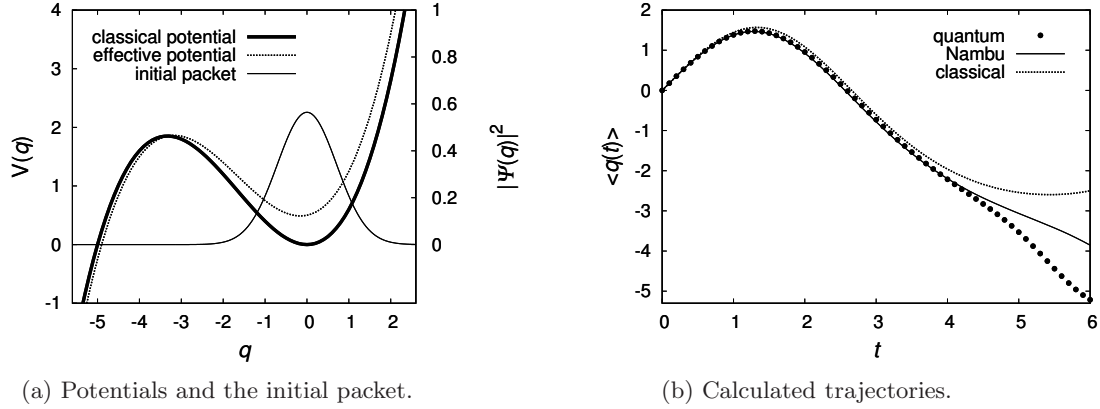 classical potential
effective potential
initial packet
V(q)
4
3
2
1
0
-1
-5 -4 -3 -2 -1 0 1 2
q
1
0.8
0.6
0.4
0.2
0
|Ψ(q)|²
(a) Potentials and the initial packet.
quantum
Nambu
classical
<q(t)>
2
1
0
-1
-2
-3
-4
-5
0 1 2 3 4 5 6
t
(b) Calculated trajectories.